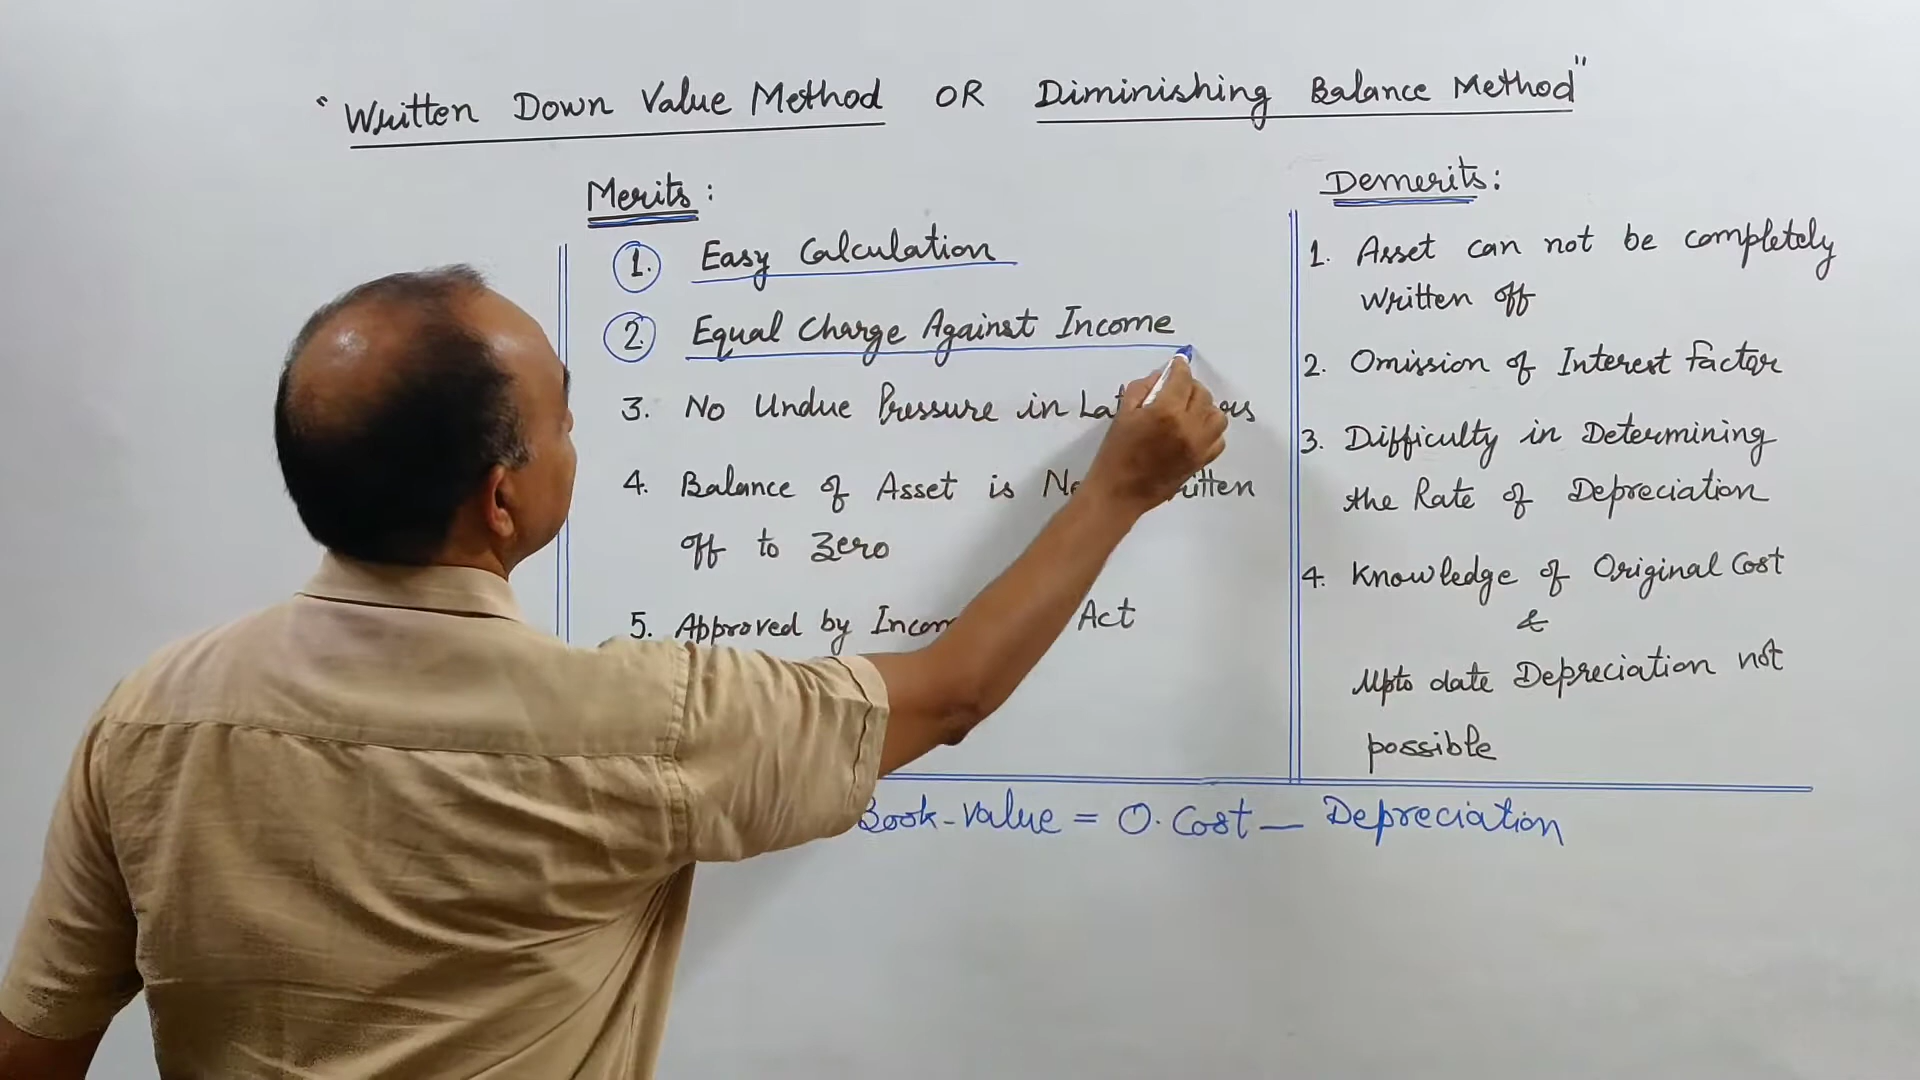 "Written Down Value Method OR Diminishing Balance Method"
Merits:
1. Easy Calculation
2. Equal Charge Against Income
3. No Undue Pressure in
4. Balance of Asset is
off to Zero
5. Approved by Act
Demerits:
1. Asset can not be completely
written off
2. Omission of Interest Factor
3. Difficulty in Determining
the Rate of Depreciation
4. Knowledge of Original Cost
&
Upto date Depreciation not
possible
Book-Value = O. Cost — Depreciation